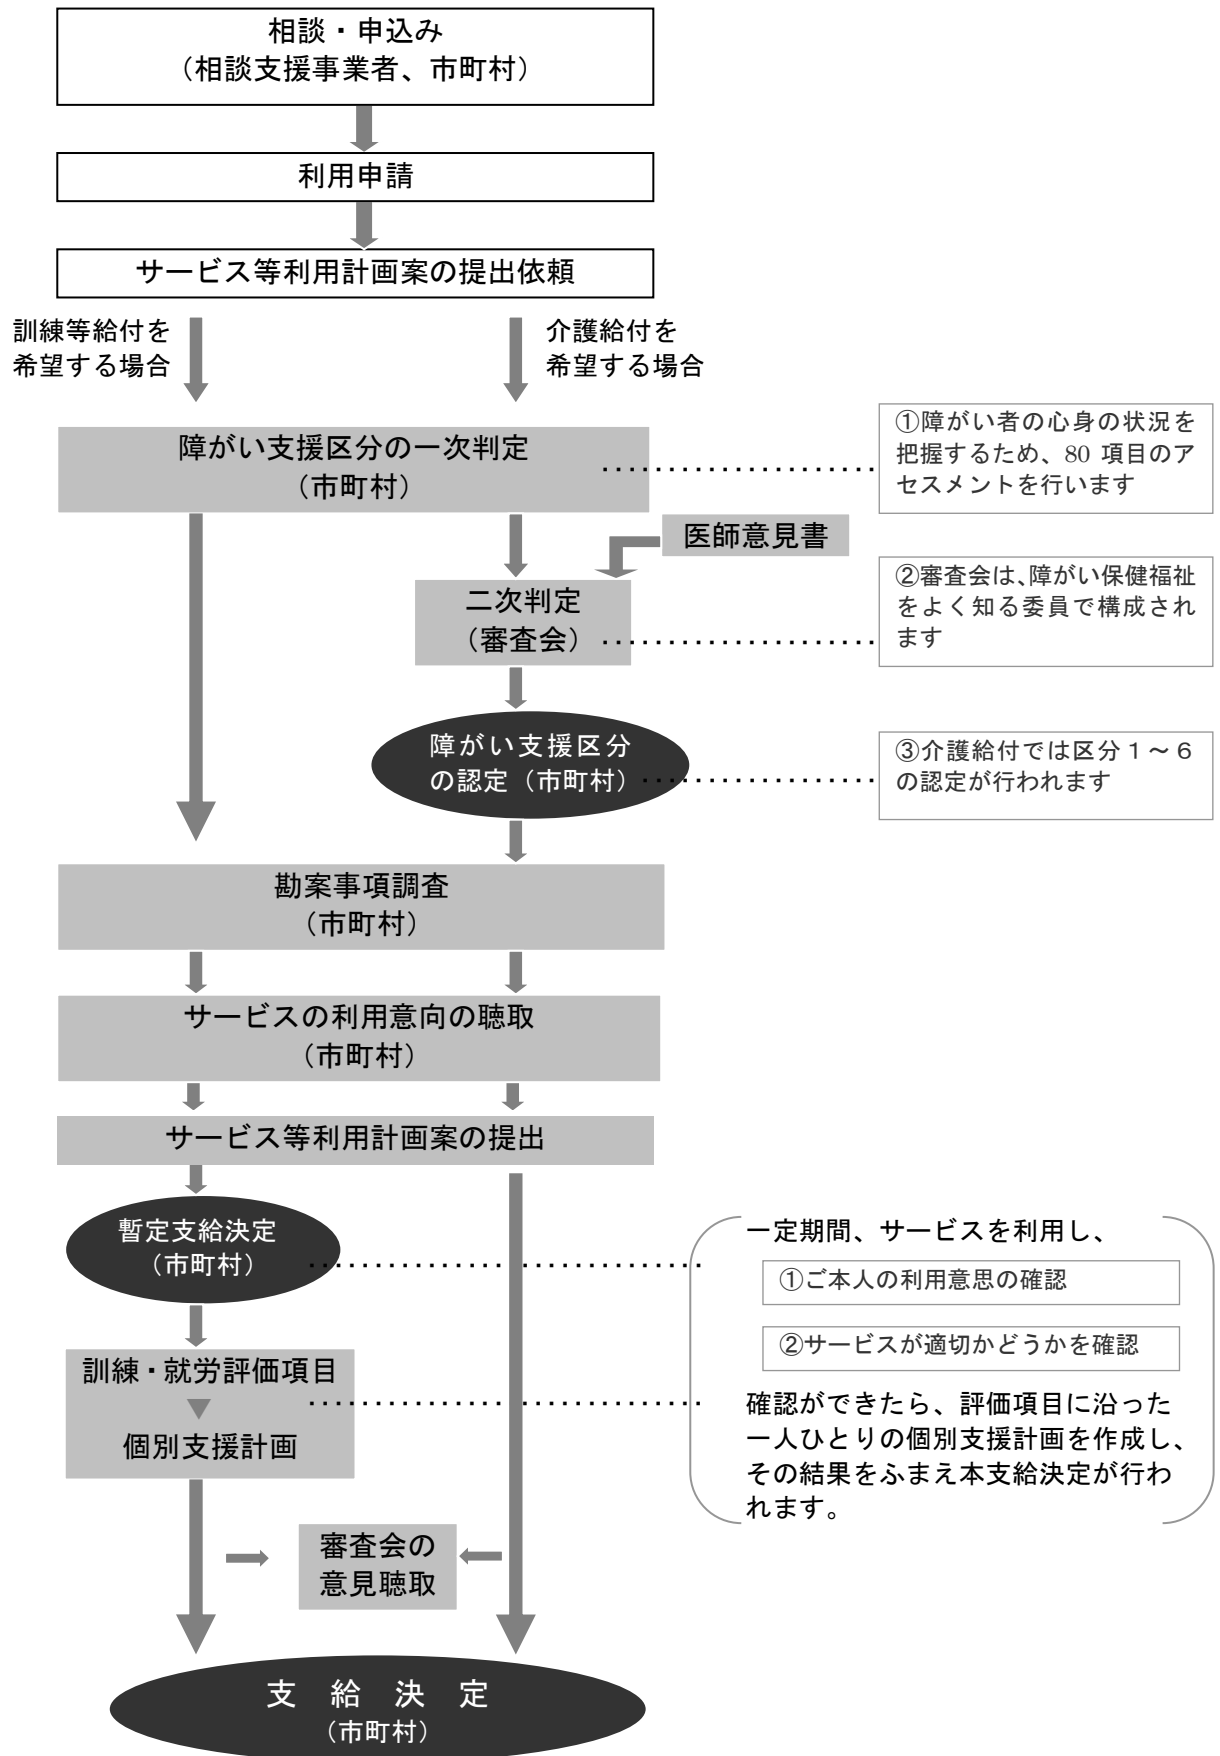 相談・申込み
（相談支援事業者、市町村）
利用申請
サービス等利用計画案の提出依頼
訓練等給付を
希望する場合
介護給付を
希望する場合
障がい支援区分の一次判定
（市町村）
①障がい者の心身の状況を
把握するため、80 項目のア
セスメントを行います
医師意見書
二次判定
（審査会）
②審査会は、障がい保健福祉
をよく知る委員で構成され
ます
障がい支援区分
の認定（市町村）
③介護給付では区分１～６
の認定が行われます
勘案事項調査
（市町村）
サービスの利用意向の聴取
（市町村）
サービス等利用計画案の提出
暫定支給決定
（市町村）
一定期間、サービスを利用し、
①ご本人の利用意思の確認
②サービスが適切かどうかを確認
確認ができたら、評価項目に沿った
一人ひとりの個別支援計画を作成し、
その結果をふまえ本支給決定が行わ
れます。
訓練・就労評価項目
個別支援計画
審査会の
意見聴取
支 給 決 定
（市町村）